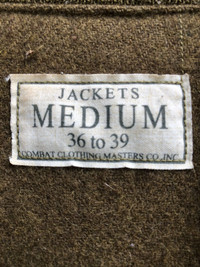 JACKETS
MEDIUM
36 to 39
COMBAT CLOTHING MASTERS CO.,INC